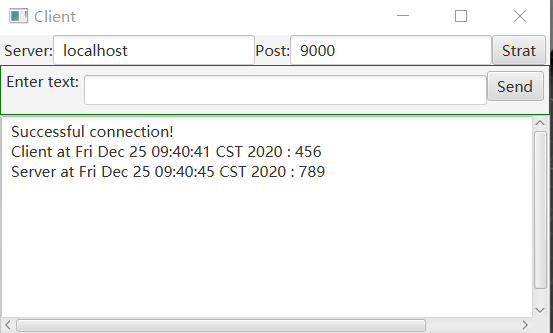 Client
Server: localhost Post: 9000 Strat
Enter text: Send
Successful connection!
Client at Fri Dec 25 09:40:41 CST 2020 : 456
Server at Fri Dec 25 09:40:45 CST 2020 : 789